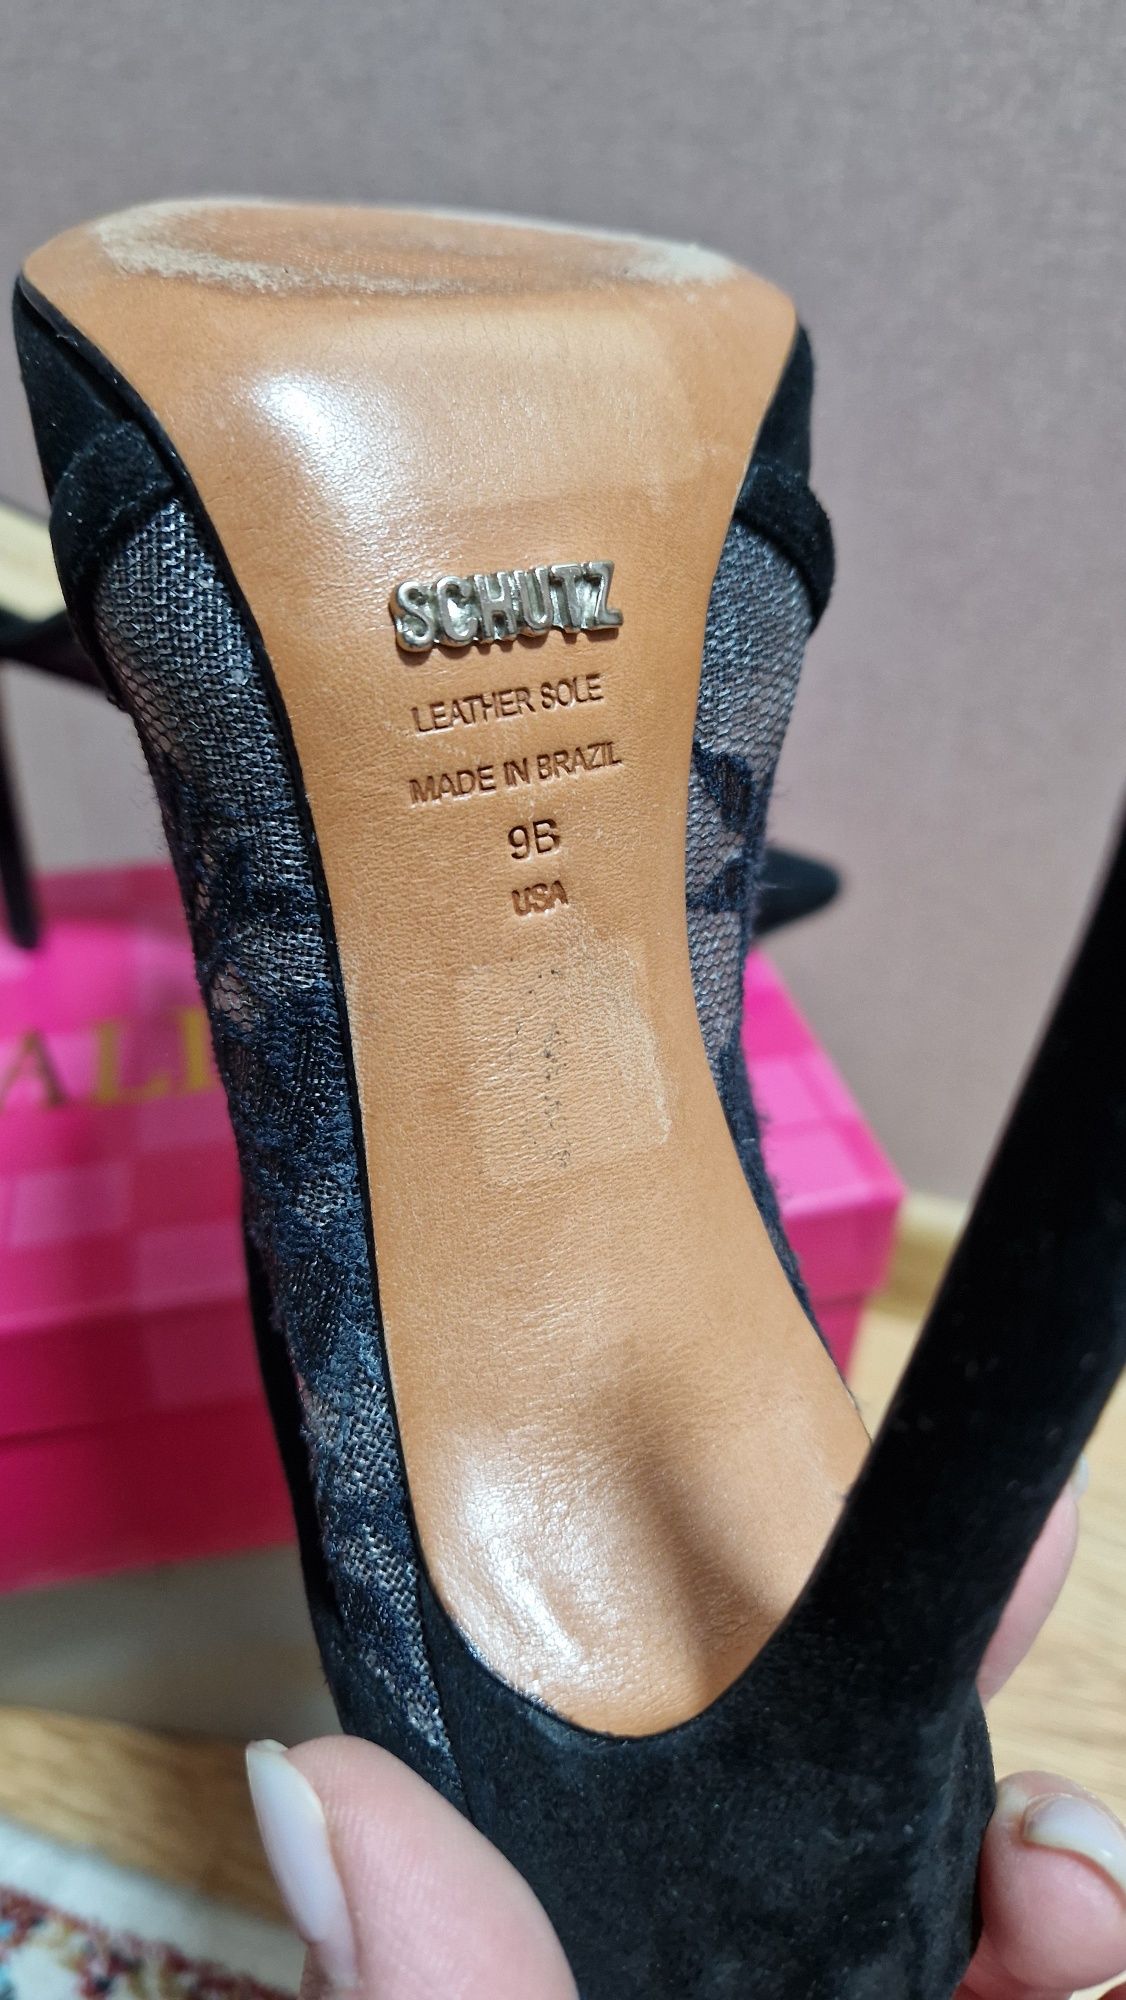 SCHUTZ
LEATHER SOLE
MADE IN BRAZIL
9B
USA